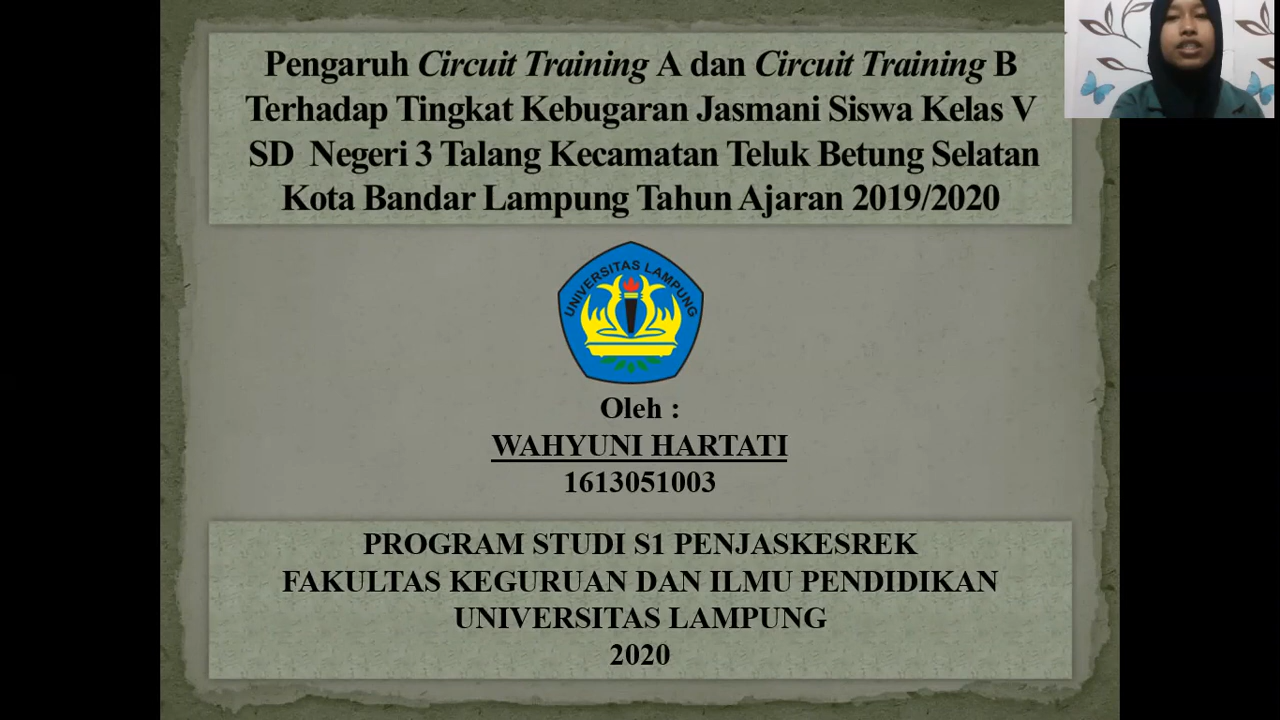 Pengaruh Circuit Training A dan Circuit Training B
Terhadap Tingkat Kebugaran Jasmani Siswa Kelas V
SD Negeri 3 Talang Kecamatan Teluk Betung Selatan
Kota Bandar Lampung Tahun Ajaran 2019/2020
UNIVERSITAS LAMPUNG
Oleh :
WAHYUNI HARTATI
1613051003
PROGRAM STUDI S1 PENJASKESREK
FAKULTAS KEGURUAN DAN ILMU PENDIDIKAN
UNIVERSITAS LAMPUNG
2020